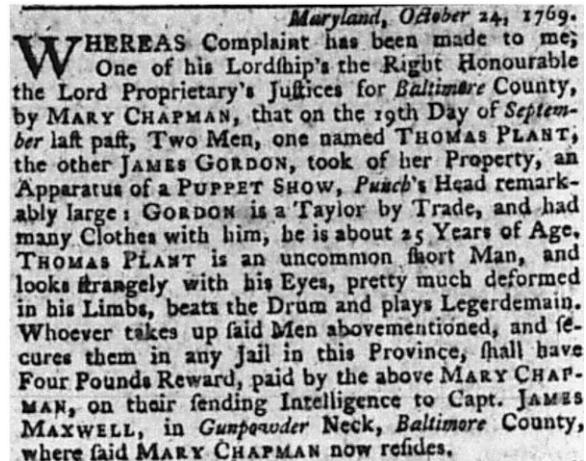 Maryland, October 24, 1769.
WHEREAS Complaint has been made to me,
One of his Lordſhip's the Right Honourable
the Lord Proprietary's Juſtices for Baltimore County,
by MARY CHAPMAN, that on the 19th Day of Septem-
ber laſt paſt, Two Men, one named THOMAS PLANT,
the other JAMES GORDON, took of her Property, an
Apparatus of a PUPPET SHOW, Punch's Head remark-
ably large: GORDON is a Taylor by Trade, and had
many Clothes with him, he is about 25 Years of Age.
THOMAS PLANT is an uncommon ſhort Man, and
looks ſtrangely with his Eyes, pretty much deformed
in his Limbs, beats the Drum and plays Legerdemain.
Whoever takes up ſaid Men abovementioned, and ſe-
cures them in any Jail in this Province, ſhall have
Four Pounds Reward, paid by the above MARY CHAP-
MAN, on their ſending Intelligence to Capt. JAMES
MAXWELL, in Gunpowder Neck, Baltimore County,
where ſaid MARY CHAPMAN now reſides.